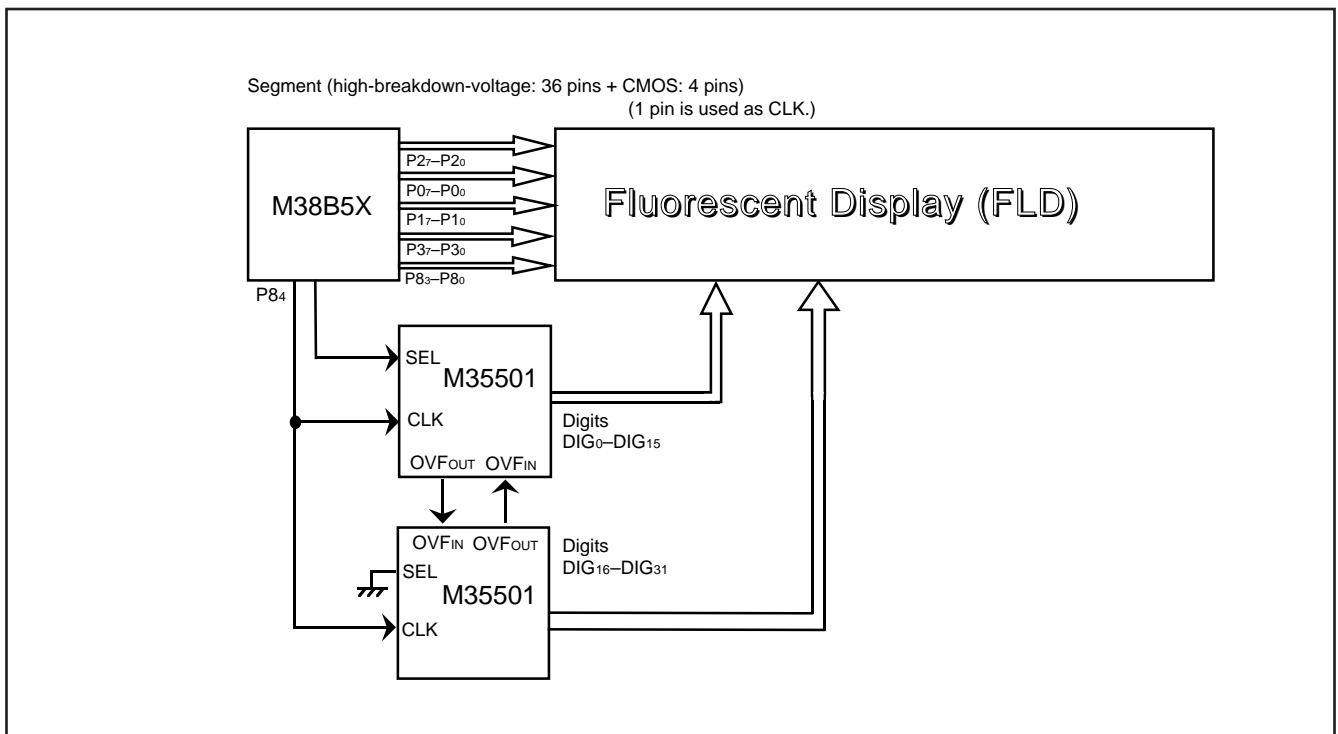 Segment (high-breakdown-voltage: 36 pins + CMOS: 4 pins)
(1 pin is used as CLK.)
M38B5X
P27–P20
P07–P00
P17–P10
P37–P30
P83–P80
Fluorescent Display (FLD)
P84
SEL
M35501
CLK
OVFOUT OVFIN
Digits
DIG0–DIG15
OVFIN OVFOUT
SEL
M35501
CLK
Digits
DIG16–DIG31